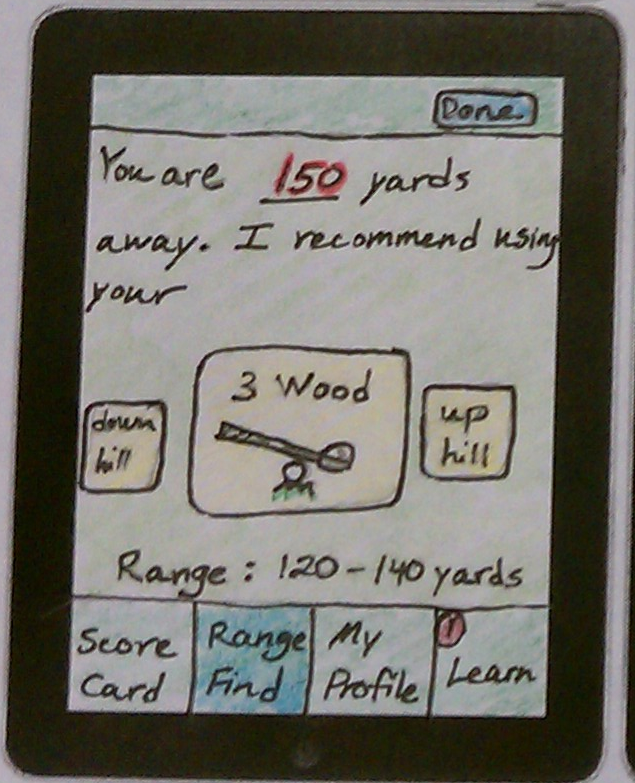 Done
You are 150 yards
away. I recommend using
your
3 Wood
down
hill
up
hill
Range: 120-140 yards
Score
Card
Range
Find
My
Profile
1
Learn